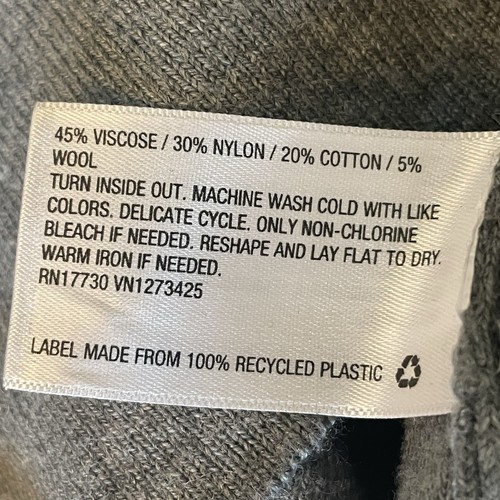 45% VISCOSE / 30% NYLON / 20% COTTON / 5%
WOOL
TURN INSIDE OUT. MACHINE WASH COLD WITH LIKE
COLORS. DELICATE CYCLE. ONLY NON-CHLORINE
BLEACH IF NEEDED. RESHAPE AND LAY FLAT TO DRY.
WARM IRON IF NEEDED.
RN17730 VN1273425
LABEL MADE FROM 100% RECYCLED PLASTIC